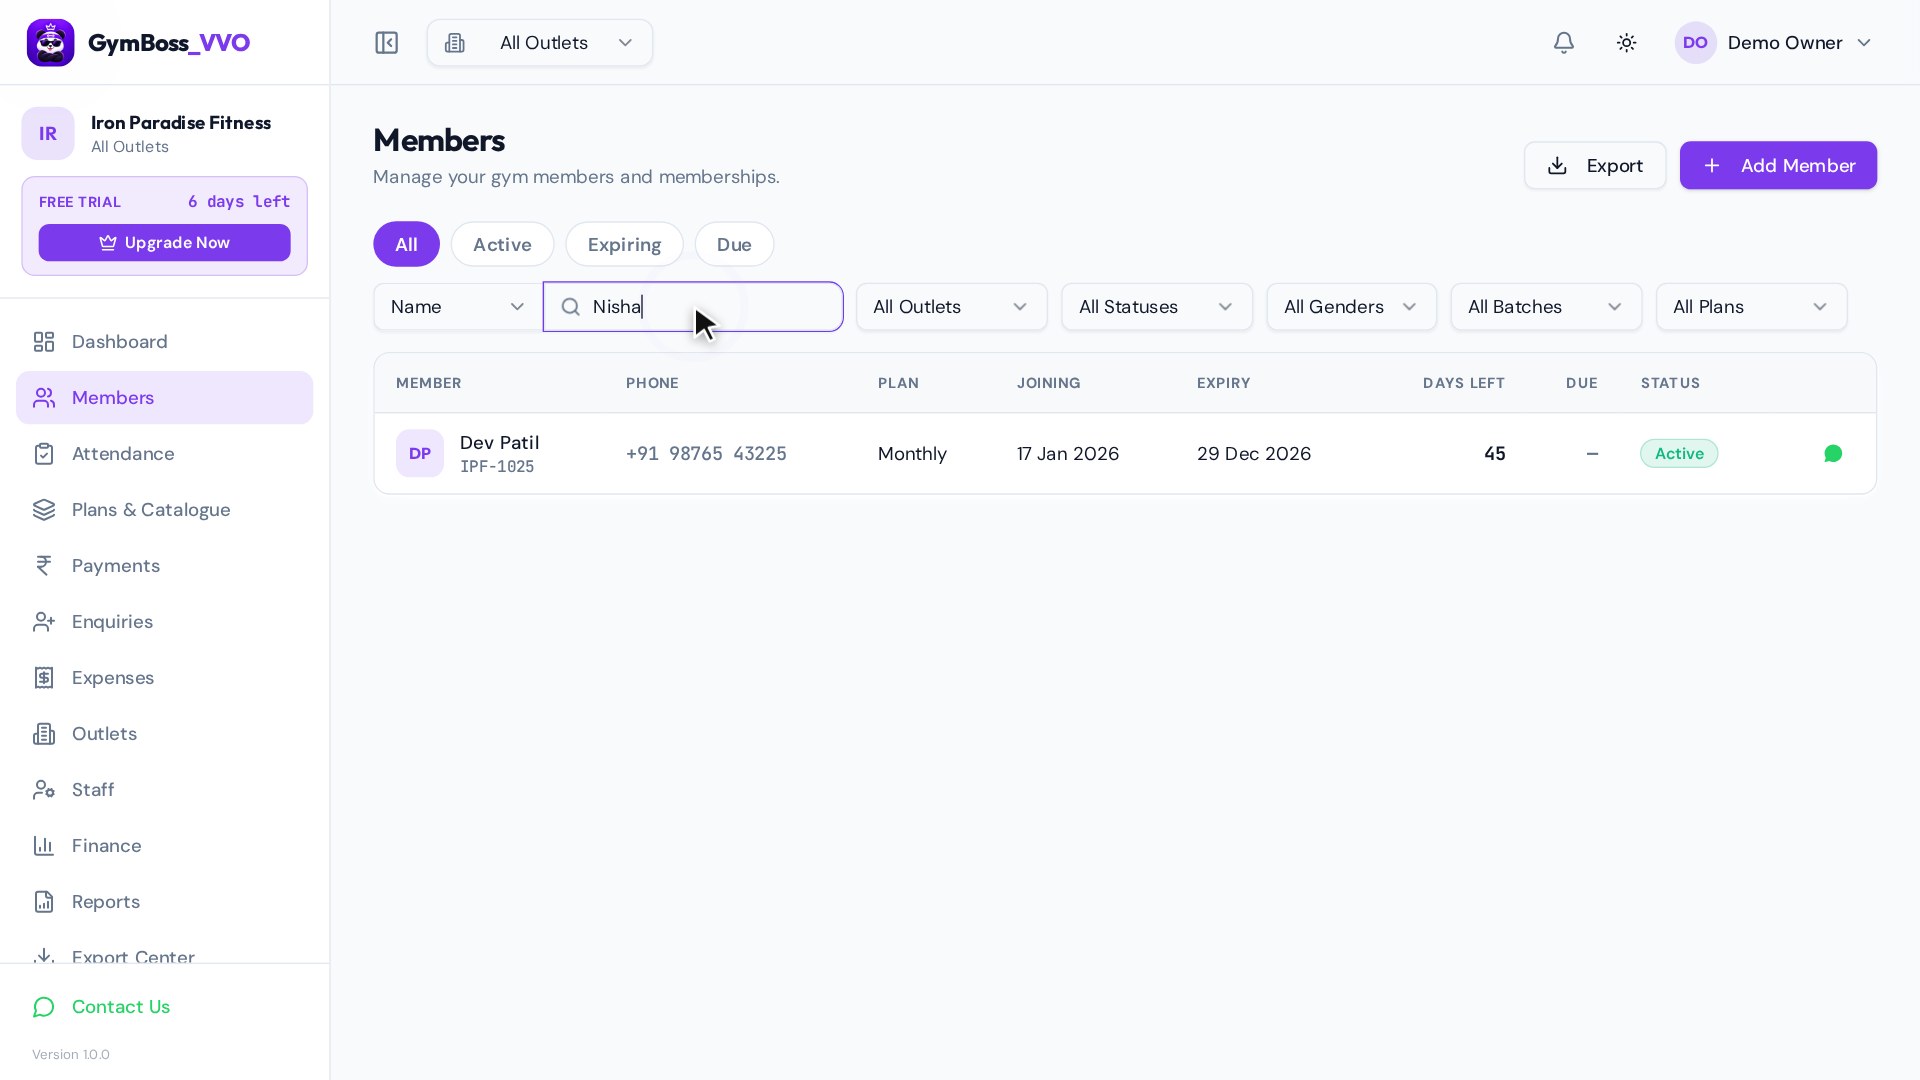 GymBoss_VVO
All Outlets
DO
Demo Owner
IR
Iron Paradise Fitness
All Outlets
FREE TRIAL
6 days left
Upgrade Now
Dashboard
Members
Attendance
Plans & Catalogue
Payments
Enquiries
Expenses
Outlets
Staff
Finance
Reports
Export Center
Contact Us
Version 1.0.0
Members
Manage your gym members and memberships.
Export
Add Member
All
Active
Expiring
Due
Name
Nisha
All Outlets
All Statuses
All Genders
All Batches
All Plans
MEMBER PHONE PLAN JOINING EXPIRY DAYS LEFT DUE STATUS
DP Dev Patil +91 98765 43225 Monthly 17 Jan 2026 29 Dec 2026 45 – Active
IPF-1025